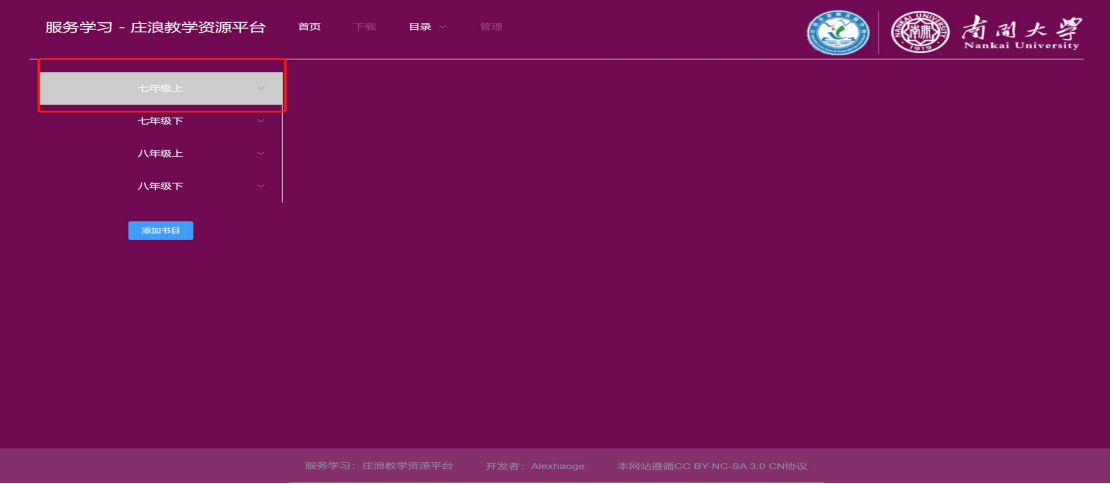 服务学习 - 庄浪教学资源平台 首页 下载 目录 管理
南开大学
Nankai University
1919
七年级上
七年级下
八年级上
八年级下
添加书目
服务学习：庄浪教学资源平台 开发者：Alexhaoge 本网站遵循CC BY-NC-SA 3.0 CN协议